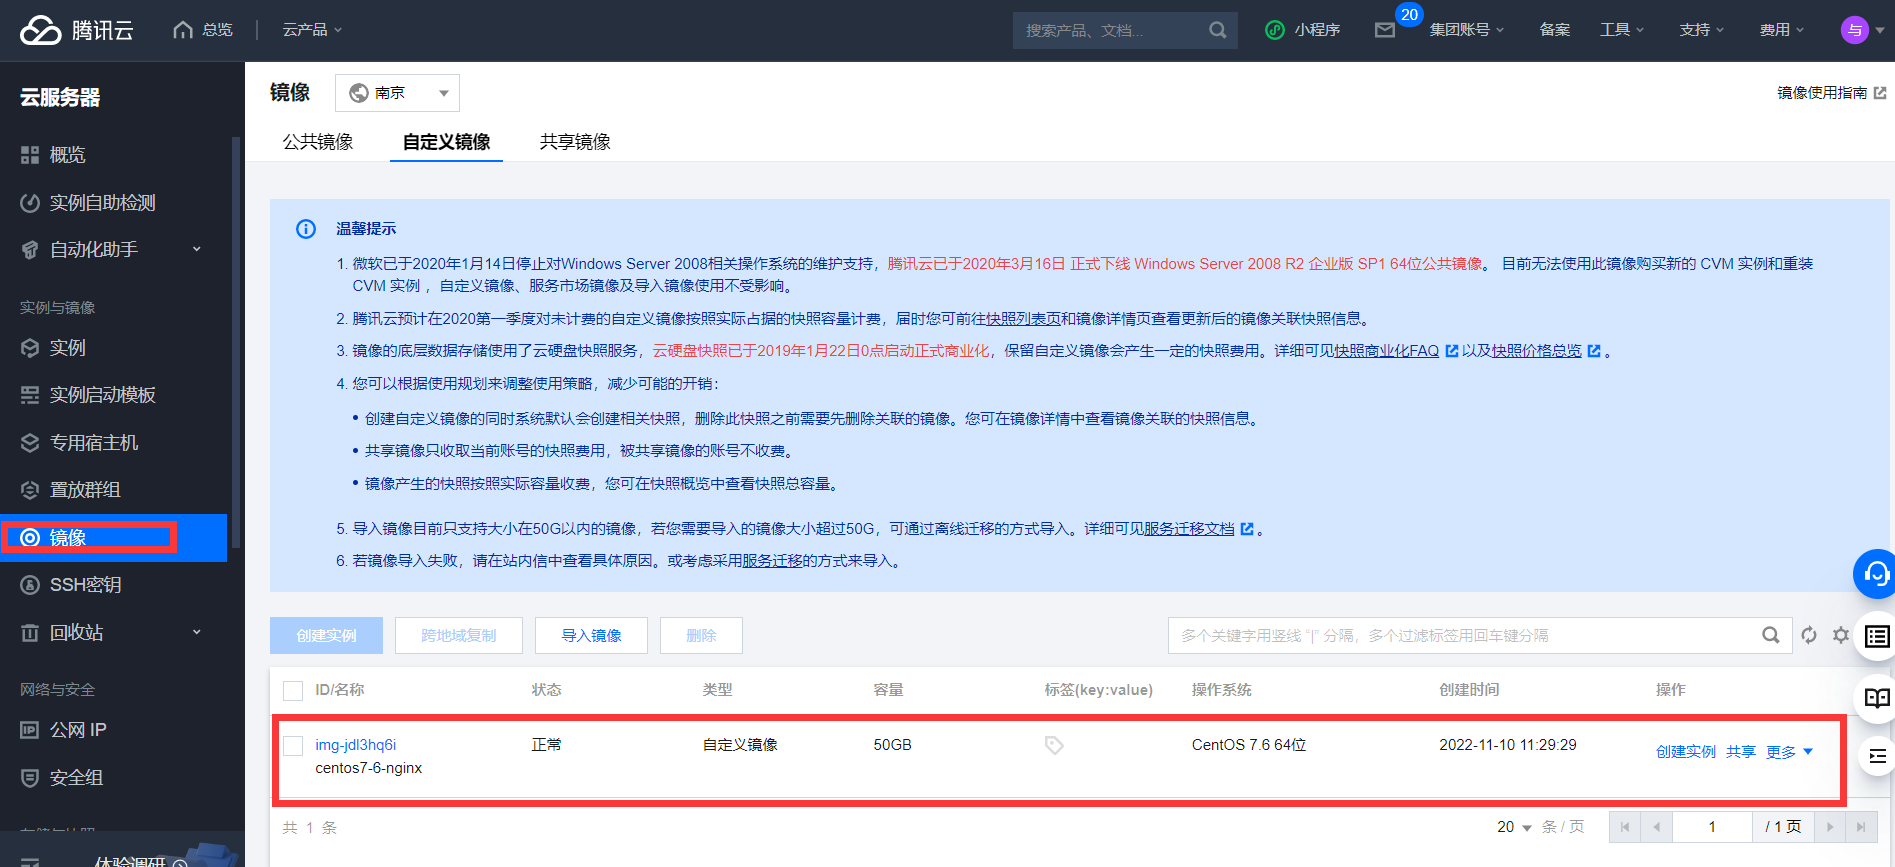 腾讯云
总览
云产品
搜索产品、文档...
小程序
20
集团账号
备案
工具
支持
费用
与
云服务器
概览
实例自助检测
自动化助手
实例与镜像
实例
实例启动模板
专用宿主机
置放群组
镜像
SSH密钥
回收站
网络与安全
公网 IP
安全组
体验调研
镜像
南京
镜像使用指南
公共镜像
自定义镜像
共享镜像
温馨提示
1. 微软已于2020年1月14日停止对Windows Server 2008相关操作系统的维护支持，腾讯云已于2020年3月16日 正式下线 Windows Server 2008 R2 企业版 SP1 64位公共镜像。 目前无法使用此镜像购买新的 CVM 实例和重装
CVM 实例 ，自定义镜像、服务市场镜像及导入镜像使用不受影响。
2. 腾讯云预计在2020第一季度对未计费的自定义镜像按照实际占据的快照容量计费，届时您可前往快照列表页和镜像详情页查看更新后的镜像关联快照信息。
3. 镜像的底层数据存储使用了云硬盘快照服务，云硬盘快照已于2019年1月22日0点启动正式商业化，保留自定义镜像会产生一定的快照费用。详细可见快照商业化FAQ 以及快照价格总览 。
4. 您可以根据使用规划来调整使用策略，减少可能的开销：
• 创建自定义镜像的同时系统默认会创建相关快照，删除此快照之前需要先删除关联的镜像。您可在镜像详情中查看镜像关联的快照信息。
• 共享镜像只收取当前账号的快照费用，被共享镜像的账号不收费。
• 镜像产生的快照按照实际容量收费，您可在快照概览中查看快照总容量。
5. 导入镜像目前只支持大小在50G以内的镜像，若您需要导入的镜像大小超过50G，可通过离线迁移的方式导入。详细可见服务迁移文档 。
6. 若镜像导入失败，请在站内信中查看具体原因。或考虑采用服务迁移的方式来导入。
创建实例
跨地域复制
导入镜像
删除
多个关键字用竖线 "|" 分隔，多个过滤标签用回车键分隔
ID/名称
状态
类型
容量
标签(key:value)
操作系统
创建时间
操作
img-jdl3hq6i
centos7-6-nginx
正常
自定义镜像
50GB
CentOS 7.6 64位
2022-11-10 11:29:29
创建实例 共享 更多
共 1 条
20 条 / 页
1
/ 1 页